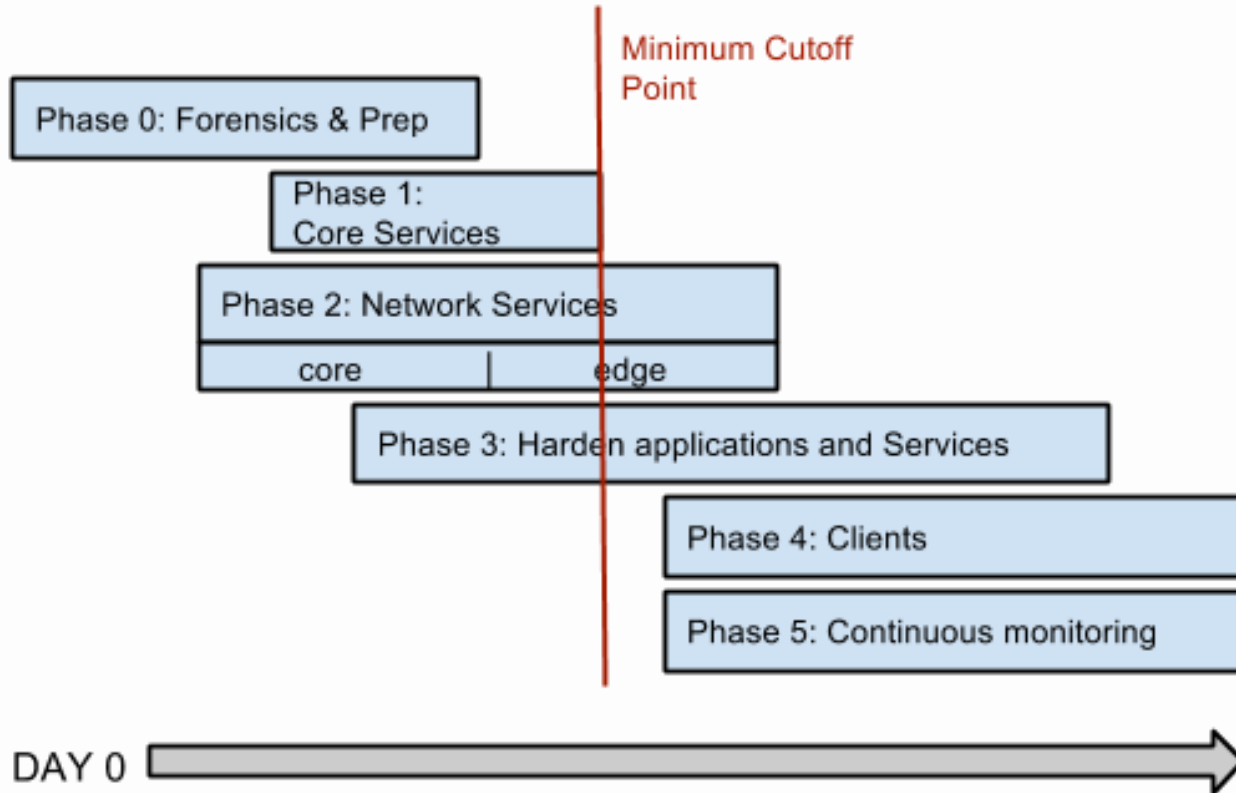 Minimum Cutoff
Point
Phase 0: Forensics & Prep
Phase 1:
Core Services
Phase 2: Network Services
core | edge
Phase 3: Harden applications and Services
Phase 4: Clients
Phase 5: Continuous monitoring
DAY 0